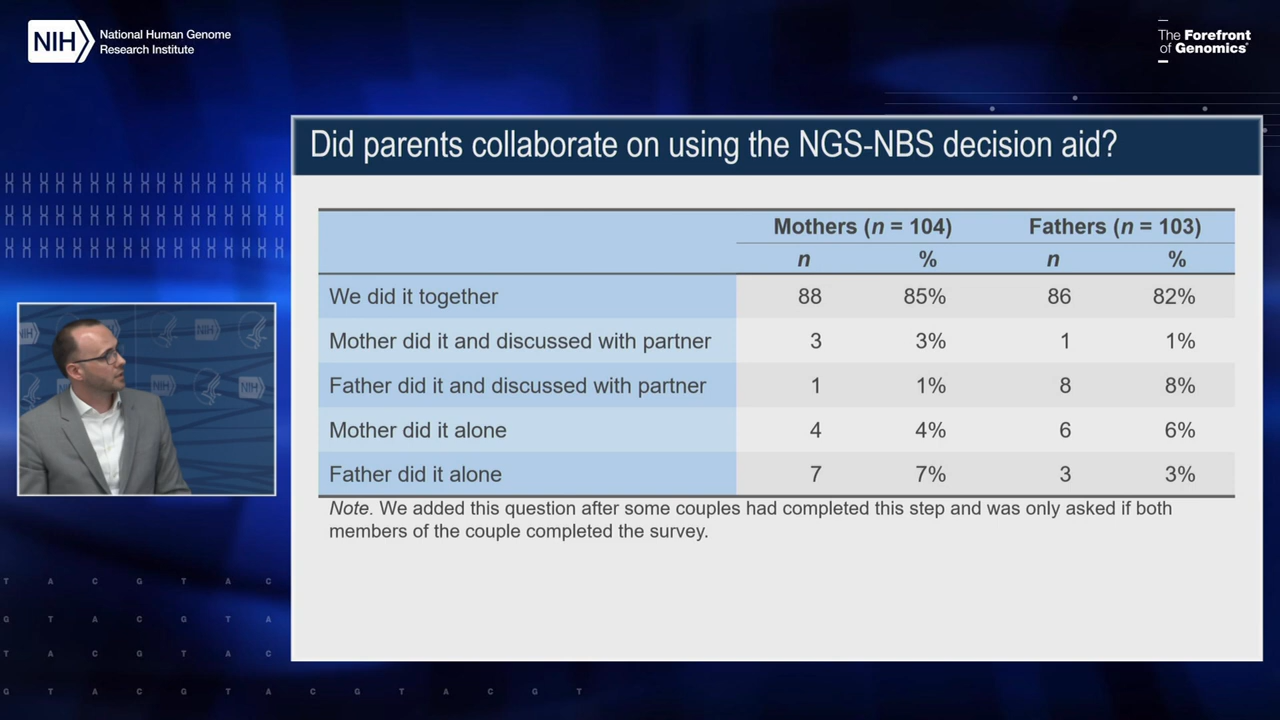 NIH
National Human Genome
Research Institute
The Forefront
of Genomics®
Did parents collaborate on using the NGS-NBS decision aid?
Mothers (n = 104) Fathers (n = 103)
n % n %
We did it together 88 85% 86 82%
Mother did it and discussed with partner 3 3% 1 1%
Father did it and discussed with partner 1 1% 8 8%
Mother did it alone 4 4% 6 6%
Father did it alone 7 7% 3 3%
Note. We added this question after some couples had completed this step and was only asked if both
members of the couple completed the survey.
NIH
NIH
NIH
NIH
T A C G T A C
G T A C G T A
T A C G T A C
G T A C G T A C G T A C G T